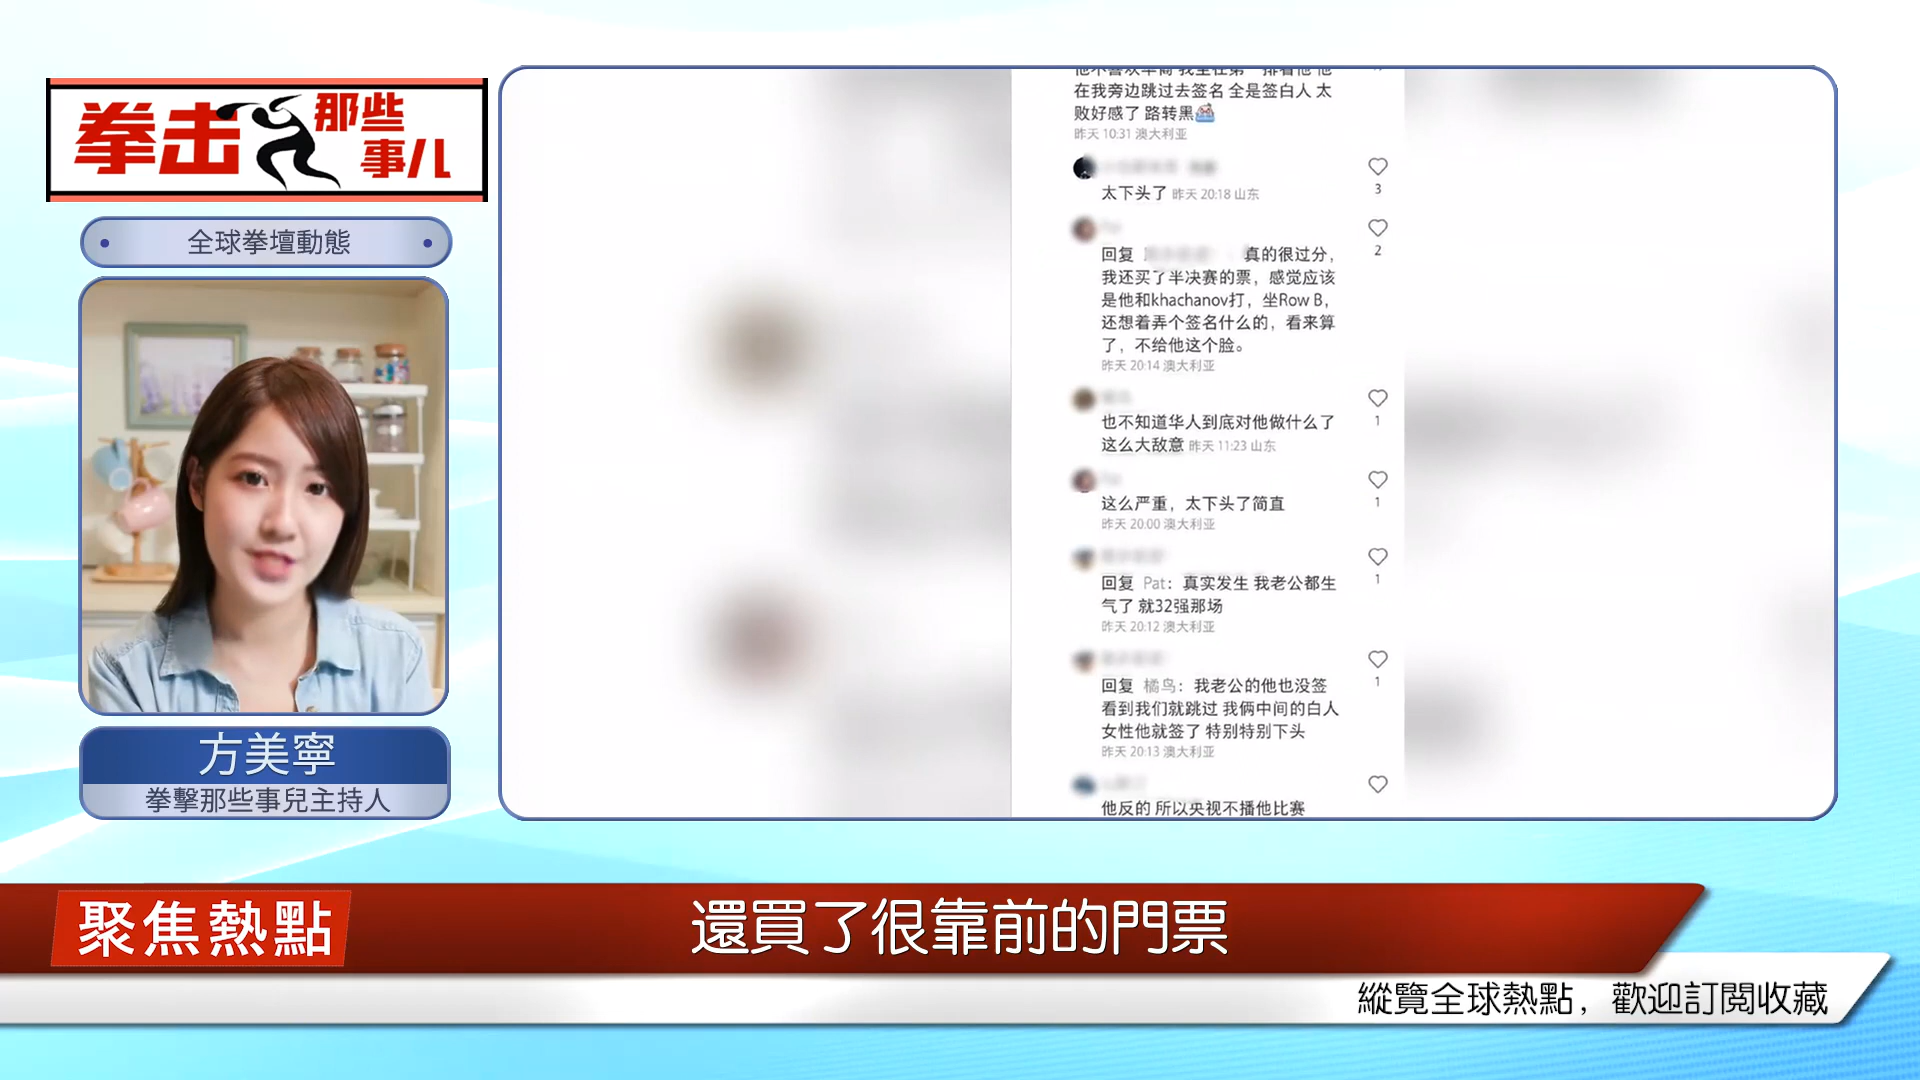 拳击
那些
事儿
全球拳壇動態
方美寧
拳擊那些事兒主持人
在我旁边跳过去签名 全是签白人 太
败好感了 路转黑
昨天 10:31 澳大利亚
太下头了 昨天 20:18 山东
3
回复
真的很过分，
我还买了半决赛的票，感觉应该
是他和khachanov打，坐Row B，
还想着弄个签名什么的，看来算
了，不给他这个脸。
昨天 20:14 澳大利亚
2
也不知道华人到底对他做什么了
这么大敌意 昨天 11:23 山东
1
这么严重，太下头了简直
昨天 20:00 澳大利亚
1
回复 Pat：真实发生 我老公都生
气了 就32强那场
昨天 20:12 澳大利亚
1
回复 橘鸟：我老公的他也没签
看到我们就跳过 我俩中间的白人
女性他就签了 特别特别下头
昨天 20:13 澳大利亚
1
他反的 所以央视不播他比赛
聚焦熱點
還買了很靠前的門票
縱覽全球熱點，歡迎訂閱收藏